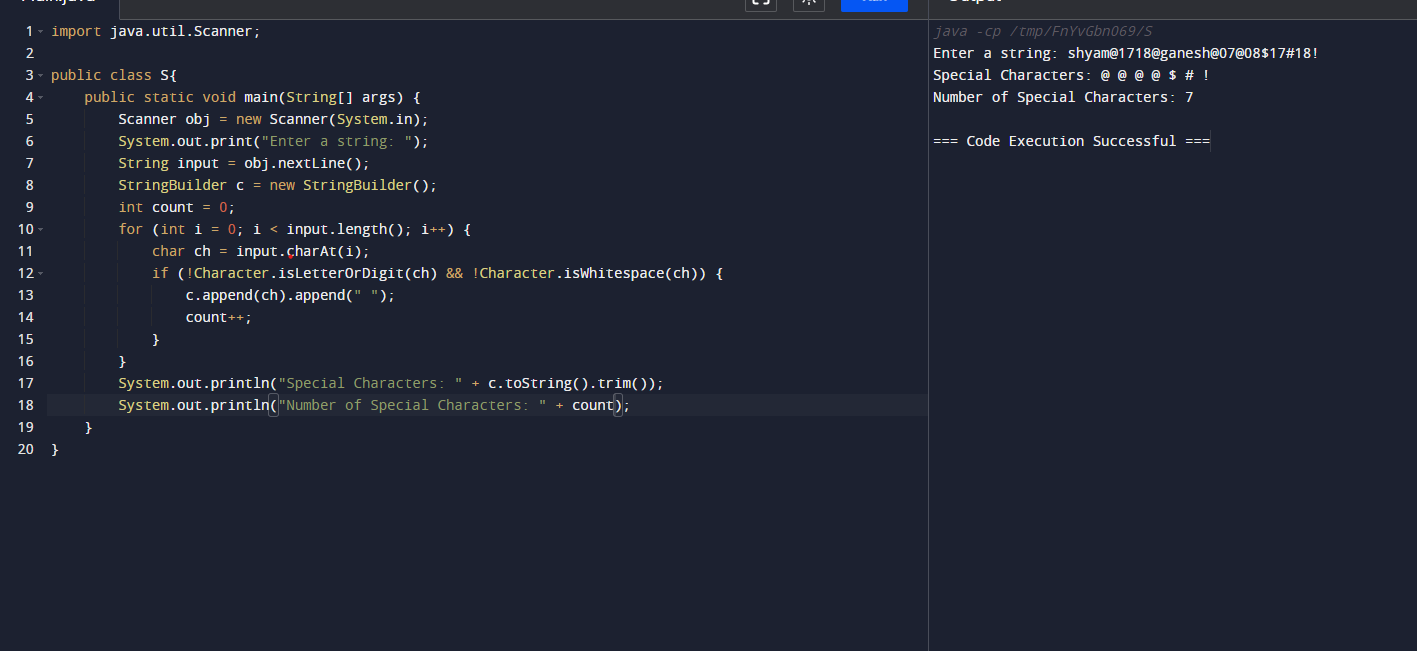 1 import java.util.Scanner;
2
3 public class S{
4     public static void main(String[] args) {
5         Scanner obj = new Scanner(System.in);
6         System.out.print("Enter a string: ");
7         String input = obj.nextLine();
8         StringBuilder c = new StringBuilder();
9         int count = 0;
10         for (int i = 0; i < input.length(); i++) {
11             char ch = input.charAt(i);
12             if (!Character.isLetterOrDigit(ch) && !Character.isWhitespace(ch)) {
13                 c.append(ch).append(" ");
14                 count++;
15             }
16         }
17         System.out.println("Special Characters: " + c.toString().trim());
18         System.out.println("Number of Special Characters: " + count);
19     }
20 }
java -cp /tmp/FnYvGbnO69/S
Enter a string: shyam@1718@ganesh@07@08$17#18!
Special Characters: @ @ @ @ $ # !
Number of Special Characters: 7
=== Code Execution Successful ===